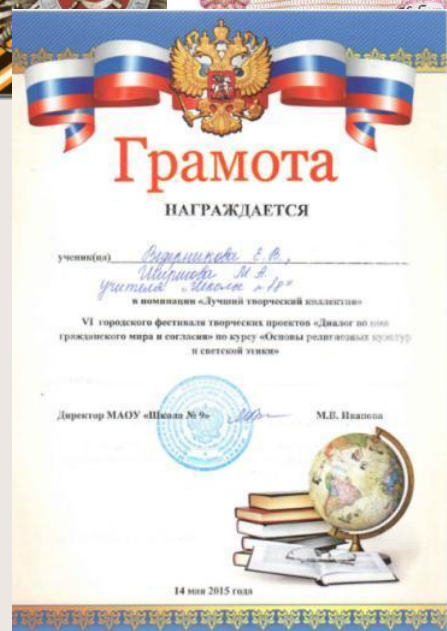 Грамота
НАГРАЖДАЕТСЯ
ученик(ца) Ведерникова Е.В.,
Ширшова М.А.
учителя "Школы №18"
в номинации «Лучший творческий коллектив»
VI городского фестиваля творческих проектов «Диалог во имя
гражданского мира и согласия» по курсу «Основы религиозных культур
и светской этики»
Директор МАОУ «Школа № 9» М.В. Иванова
14 мая 2015 года